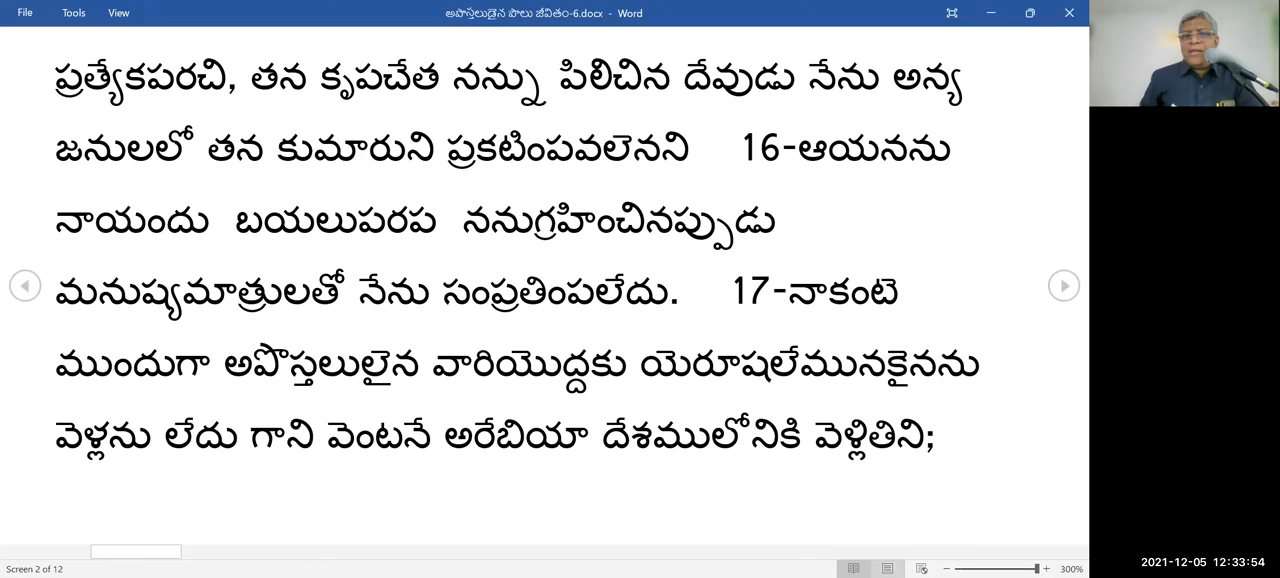 File Tools View అపొస్తలుడైన పౌలు జీవితం-6.docx - Word
ప్రత్యేకపరచి, తన కృపచేత నన్ను పిలిచిన దేవుడు నేను అన్య
జనులలో తన కుమారుని ప్రకటింపవలెనని 16-ఆయనను
నాయందు బయలుపరప ననుగ్రహించినప్పుడు
మనుష్యమాత్రులతో నేను సంప్రతింపలేదు. 17-నాకంటె
ముందుగా అపొస్తలులైన వారియొద్దకు యెరూషలేమునకైనను
వెళ్లను లేదు గాని వెంటనే అరేబియా దేశములోనికి వెళ్లితిని;
2021-12-05 12:33:54
Screen 2 of 12 300%